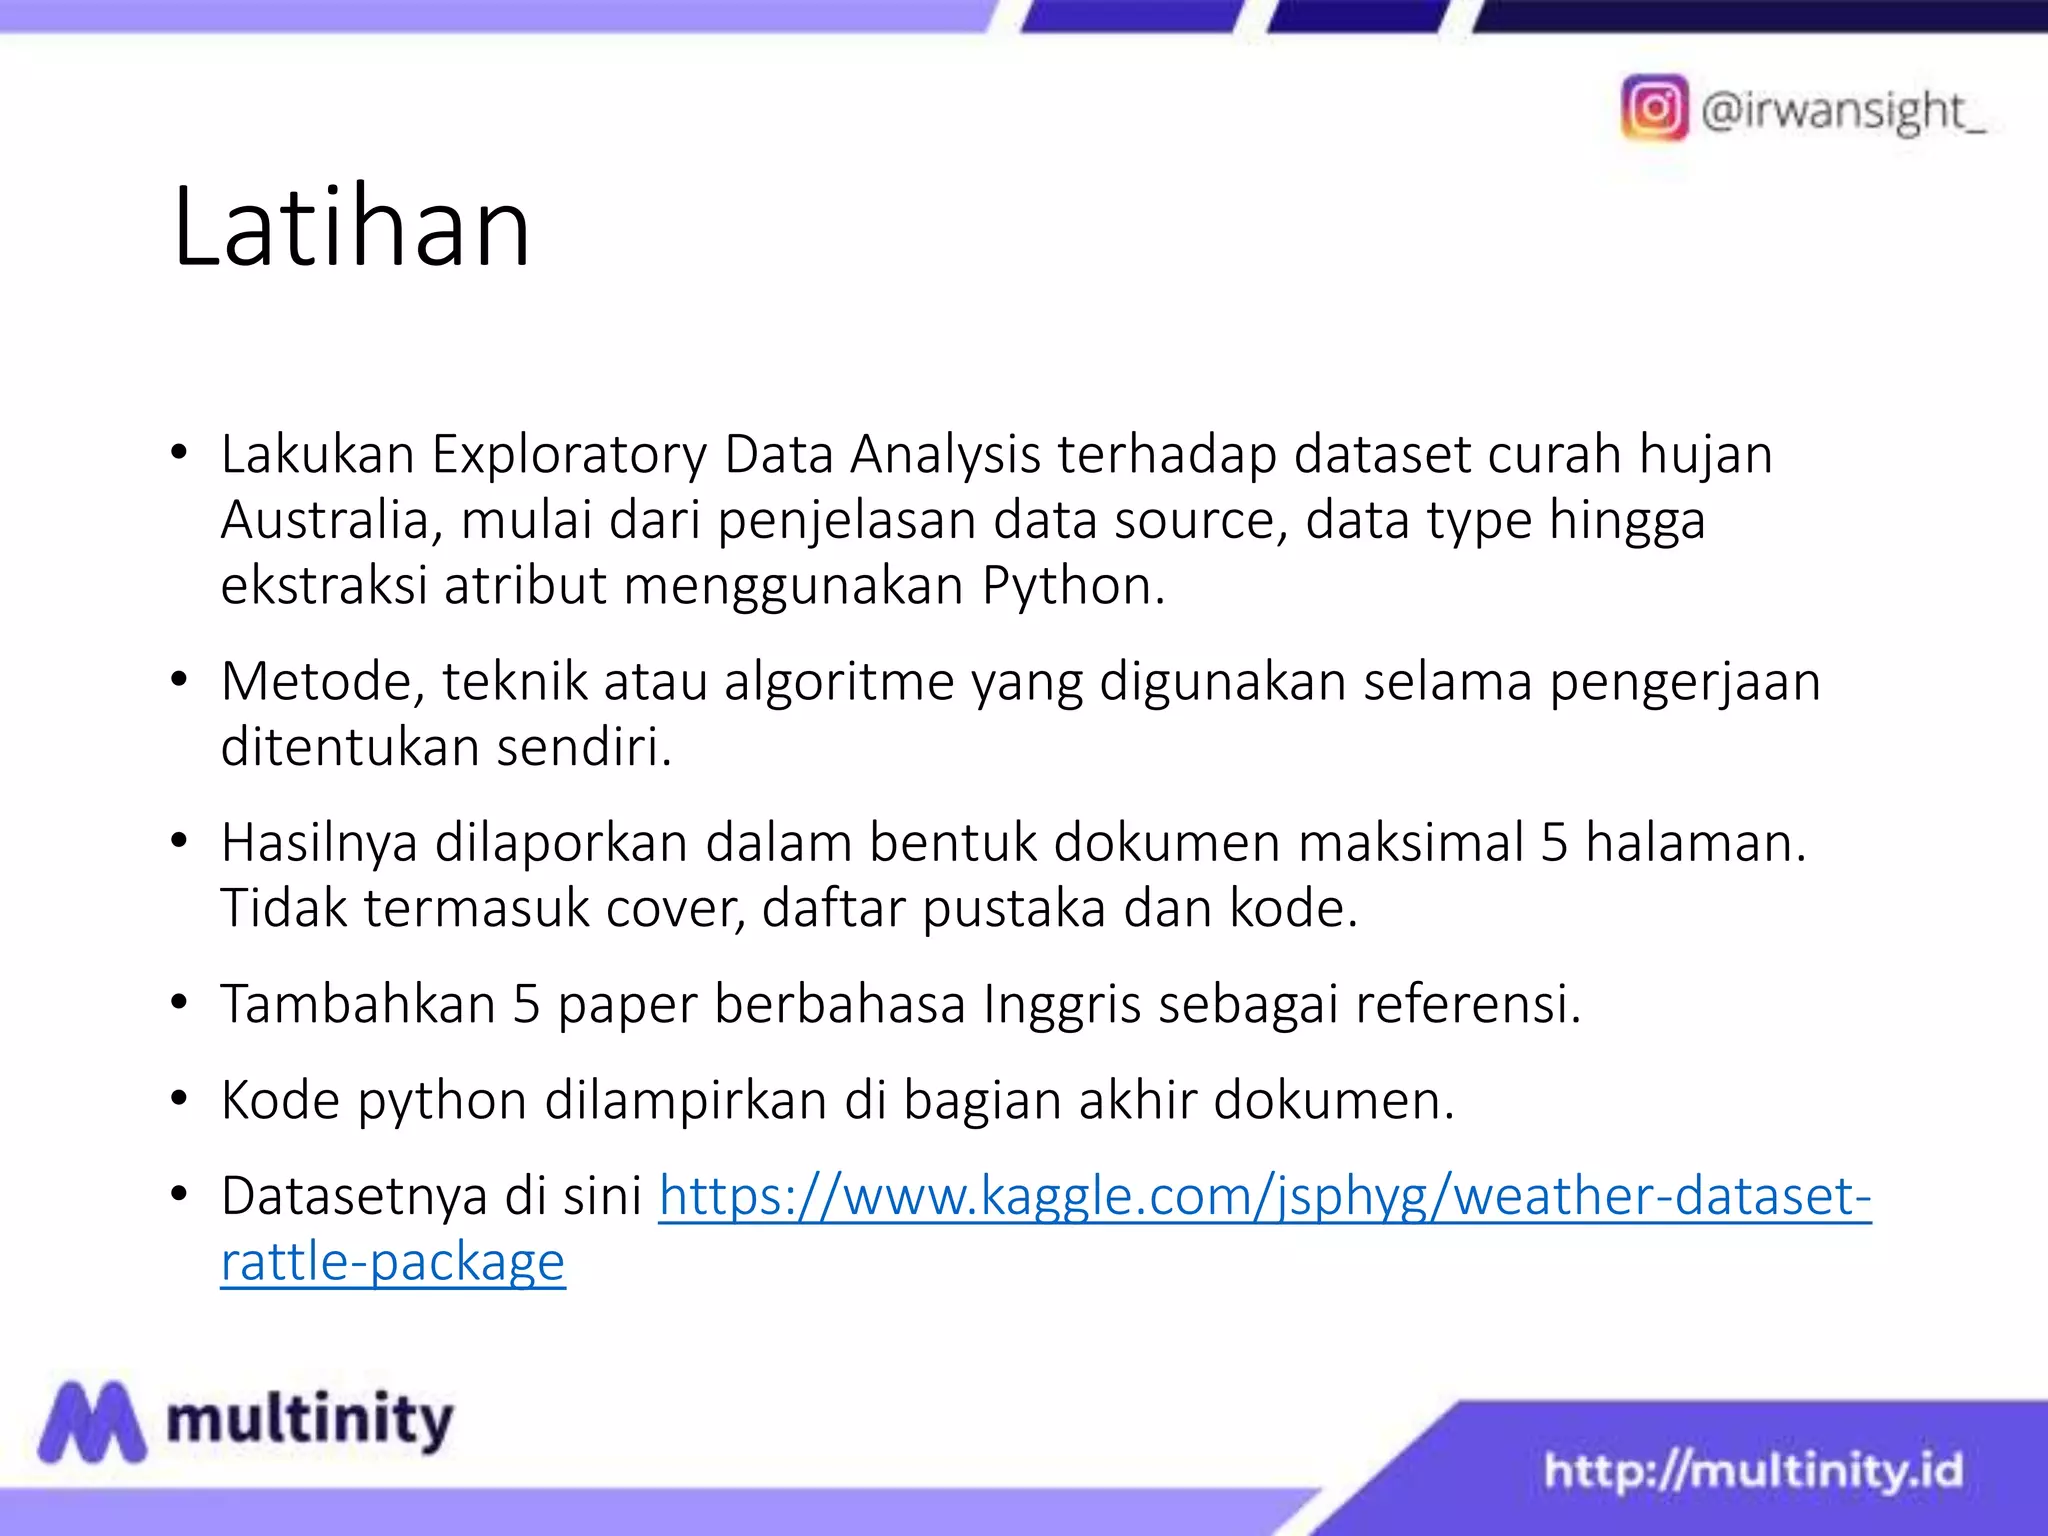 @irwansight_
Latihan
• Lakukan Exploratory Data Analysis terhadap dataset curah hujan
Australia, mulai dari penjelasan data source, data type hingga
ekstraksi atribut menggunakan Python.
• Metode, teknik atau algoritme yang digunakan selama pengerjaan
ditentukan sendiri.
• Hasilnya dilaporkan dalam bentuk dokumen maksimal 5 halaman.
Tidak termasuk cover, daftar pustaka dan kode.
• Tambahkan 5 paper berbahasa Inggris sebagai referensi.
• Kode python dilampirkan di bagian akhir dokumen.
• Datasetnya di sini https://www.kaggle.com/jsphyg/weather-dataset-
rattle-package
multinity
http://multinity.id